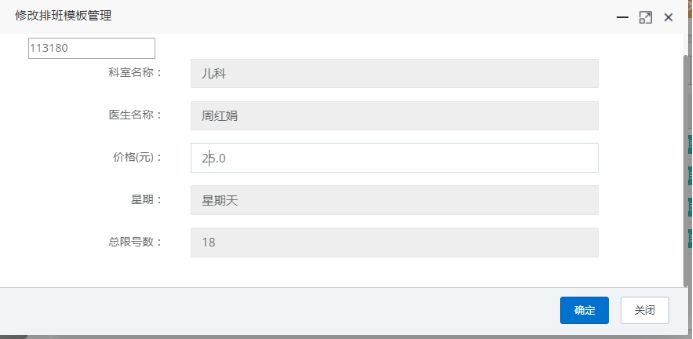 修改排班模板管理
113180
科室名称：
儿科
医生名称：
周红娟
价格(元)：
25.0
星期：
星期天
总限号数：
18
确定
关闭